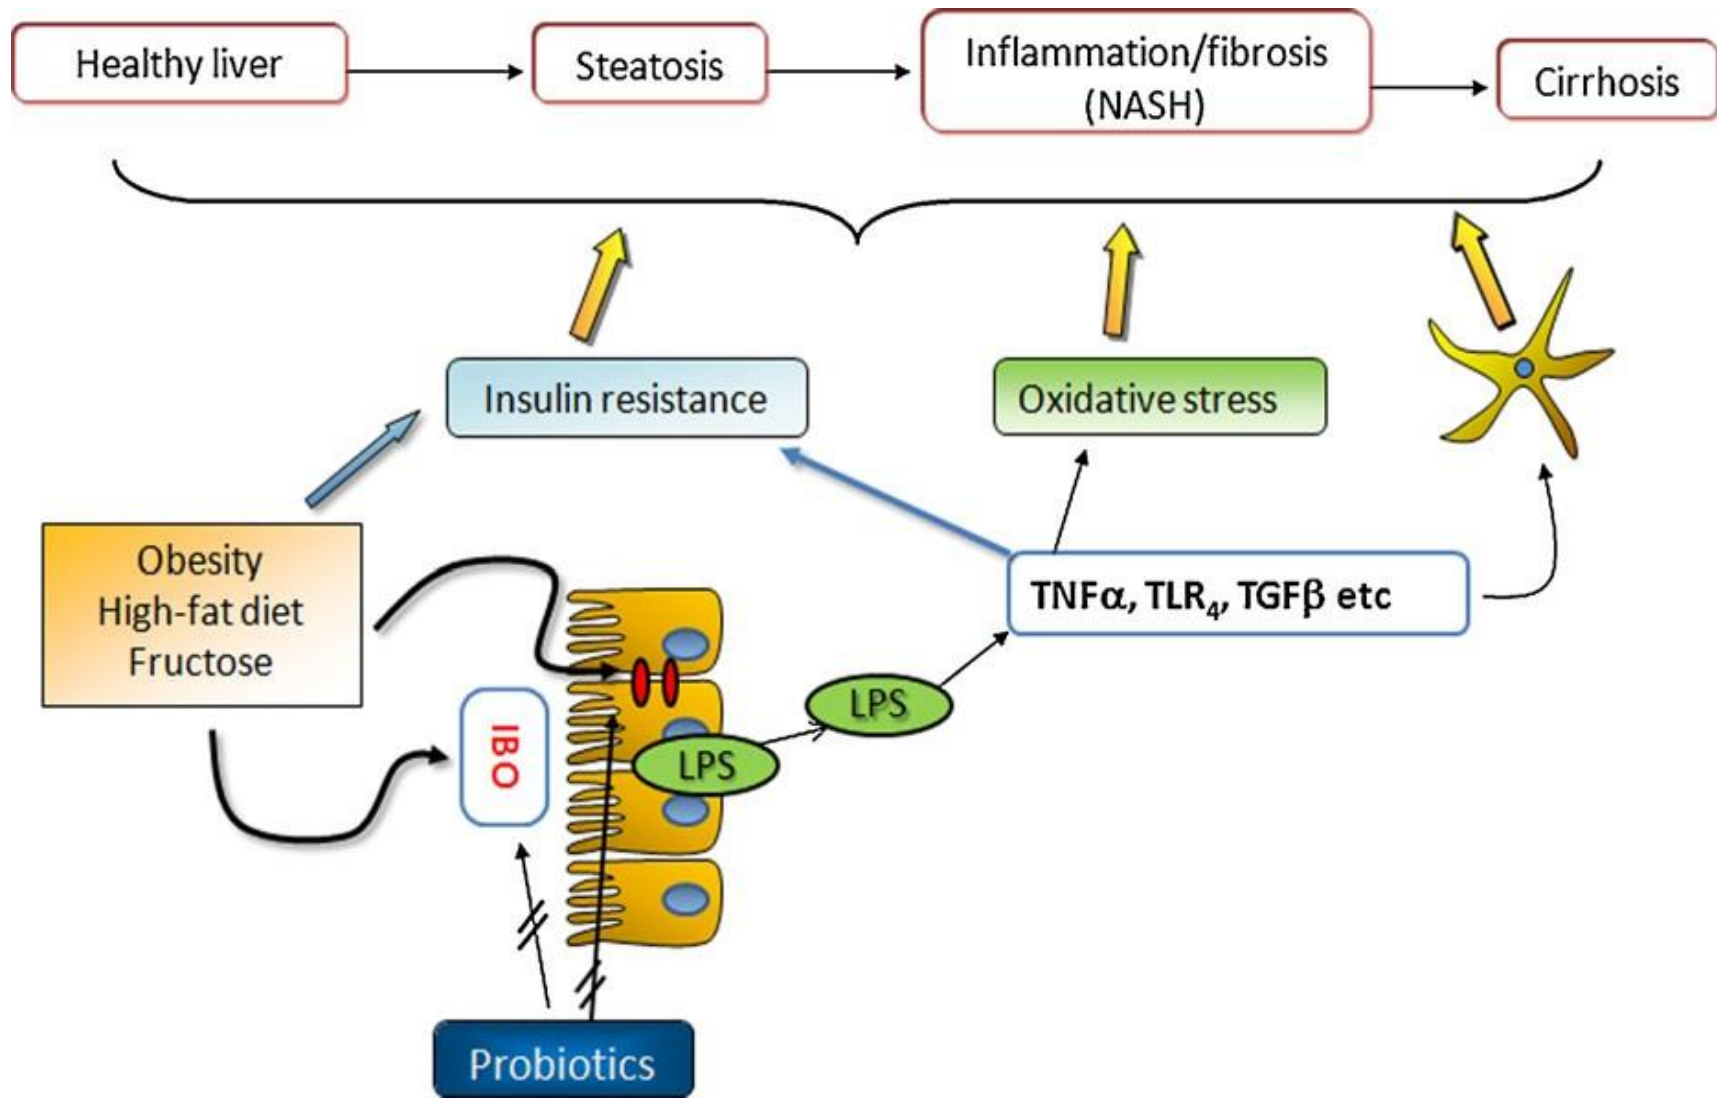 Healthy liver
Steatosis
Inflammation/fibrosis
(NASH)
Cirrhosis
Insulin resistance
Oxidative stress
Obesity
High-fat diet
Fructose
TNFα, TLR₄, TGFβ etc
LPS
LPS
IBO
Probiotics